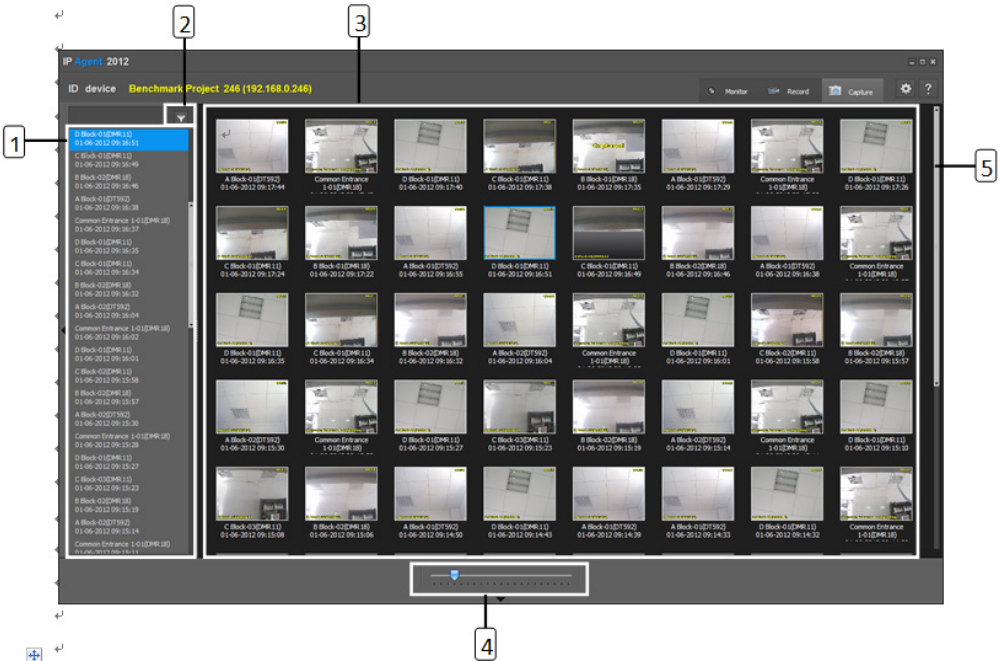 2
3
IP Agent 2012
ID device Benchmark Project 246 (192.168.0.246)
Monitor
Record
Capture
?
1
5
D Block-01(DMR11)
01-06-2012 09:16:51
C Block-01(DMR11)
01-06-2012 09:16:49
B Block-02(DMR18)
01-06-2012 09:16:46
A Block-01(DT592)
01-06-2012 09:16:38
Common Entrance 1-01(DMR18)
01-06-2012 09:16:37
D Block-01(DMR11)
01-06-2012 09:16:35
C Block-01(DMR11)
01-06-2012 09:16:34
B Block-02(DMR18)
01-06-2012 09:16:32
A Block-02(DT592)
01-06-2012 09:16:04
Common Entrance 1-01(DMR18)
01-06-2012 09:16:02
D Block-01(DMR11)
01-06-2012 09:16:01
C Block-02(DMR11)
01-06-2012 09:15:58
B Block-02(DMR18)
01-06-2012 09:15:57
A Block-02(DT592)
01-06-2012 09:15:30
Common Entrance 1-01(DMR18)
01-06-2012 09:15:28
D Block-01(DMR11)
01-06-2012 09:15:27
C Block-03(DMR11)
01-06-2012 09:15:23
B Block-02(DMR18)
01-06-2012 09:15:19
A Block-02(DT592)
01-06-2012 09:15:14
Common Entrance 1-01(DMR18)
01-06-2012 09:15:11
Captured
A Block-01(DT592) Common Entrance D Block-01(DMR11) C Block-01(DMR11) B Block-01(DMR18) A Block-01(DT592) Common Entrance D Block-01(DMR11)
01-06-2012 09:17:44 1-01(DMR18) 01-06-2012 09:17:40 01-06-2012 09:17:38 01-06-2012 09:17:35 01-06-2012 09:17:29 1-01(DMR18) 01-06-2012 09:17:26
C Block-01(DMR11) B Block-01(DMR18) A Block-01(DT592) D Block-01(DMR11) C Block-01(DMR11) B Block-02(DMR18) A Block-01(DT592) Common Entrance
01-06-2012 09:17:24 01-06-2012 09:17:22 01-06-2012 09:16:55 01-06-2012 09:16:51 01-06-2012 09:16:49 01-06-2012 09:16:46 01-06-2012 09:16:38 1-01(DMR18)
D Block-01(DMR11) C Block-01(DMR11) B Block-02(DMR18) A Block-02(DT592) Common Entrance D Block-01(DMR11) C Block-02(DMR11) B Block-02(DMR18)
01-06-2012 09:16:35 01-06-2012 09:16:34 01-06-2012 09:16:32 01-06-2012 09:16:04 1-01(DMR18) 01-06-2012 09:16:01 01-06-2012 09:15:58 01-06-2012 09:15:57
A Block-02(DT592) Common Entrance D Block-01(DMR11) C Block-03(DMR11) B Block-02(DMR18) A Block-02(DT592) Common Entrance D Block-01(DMR11)
01-06-2012 09:15:30 1-01(DMR18) 01-06-2012 09:15:27 01-06-2012 09:15:23 01-06-2012 09:15:19 01-06-2012 09:15:14 1-01(DMR18) 01-06-2012 09:15:10
C Block-03(DMR11) B Block-02(DMR18) A Block-01(DT592) D Block-01(DMR11) A Block-01(DT592) A Block-01(DT592) D Block-01(DMR11) Common Entrance
01-06-2012 09:15:08 01-06-2012 09:15:06 01-06-2012 09:14:50 01-06-2012 09:14:43 01-06-2012 09:14:39 01-06-2012 09:14:33 01-06-2012 09:14:32 1-01(DMR18)
4